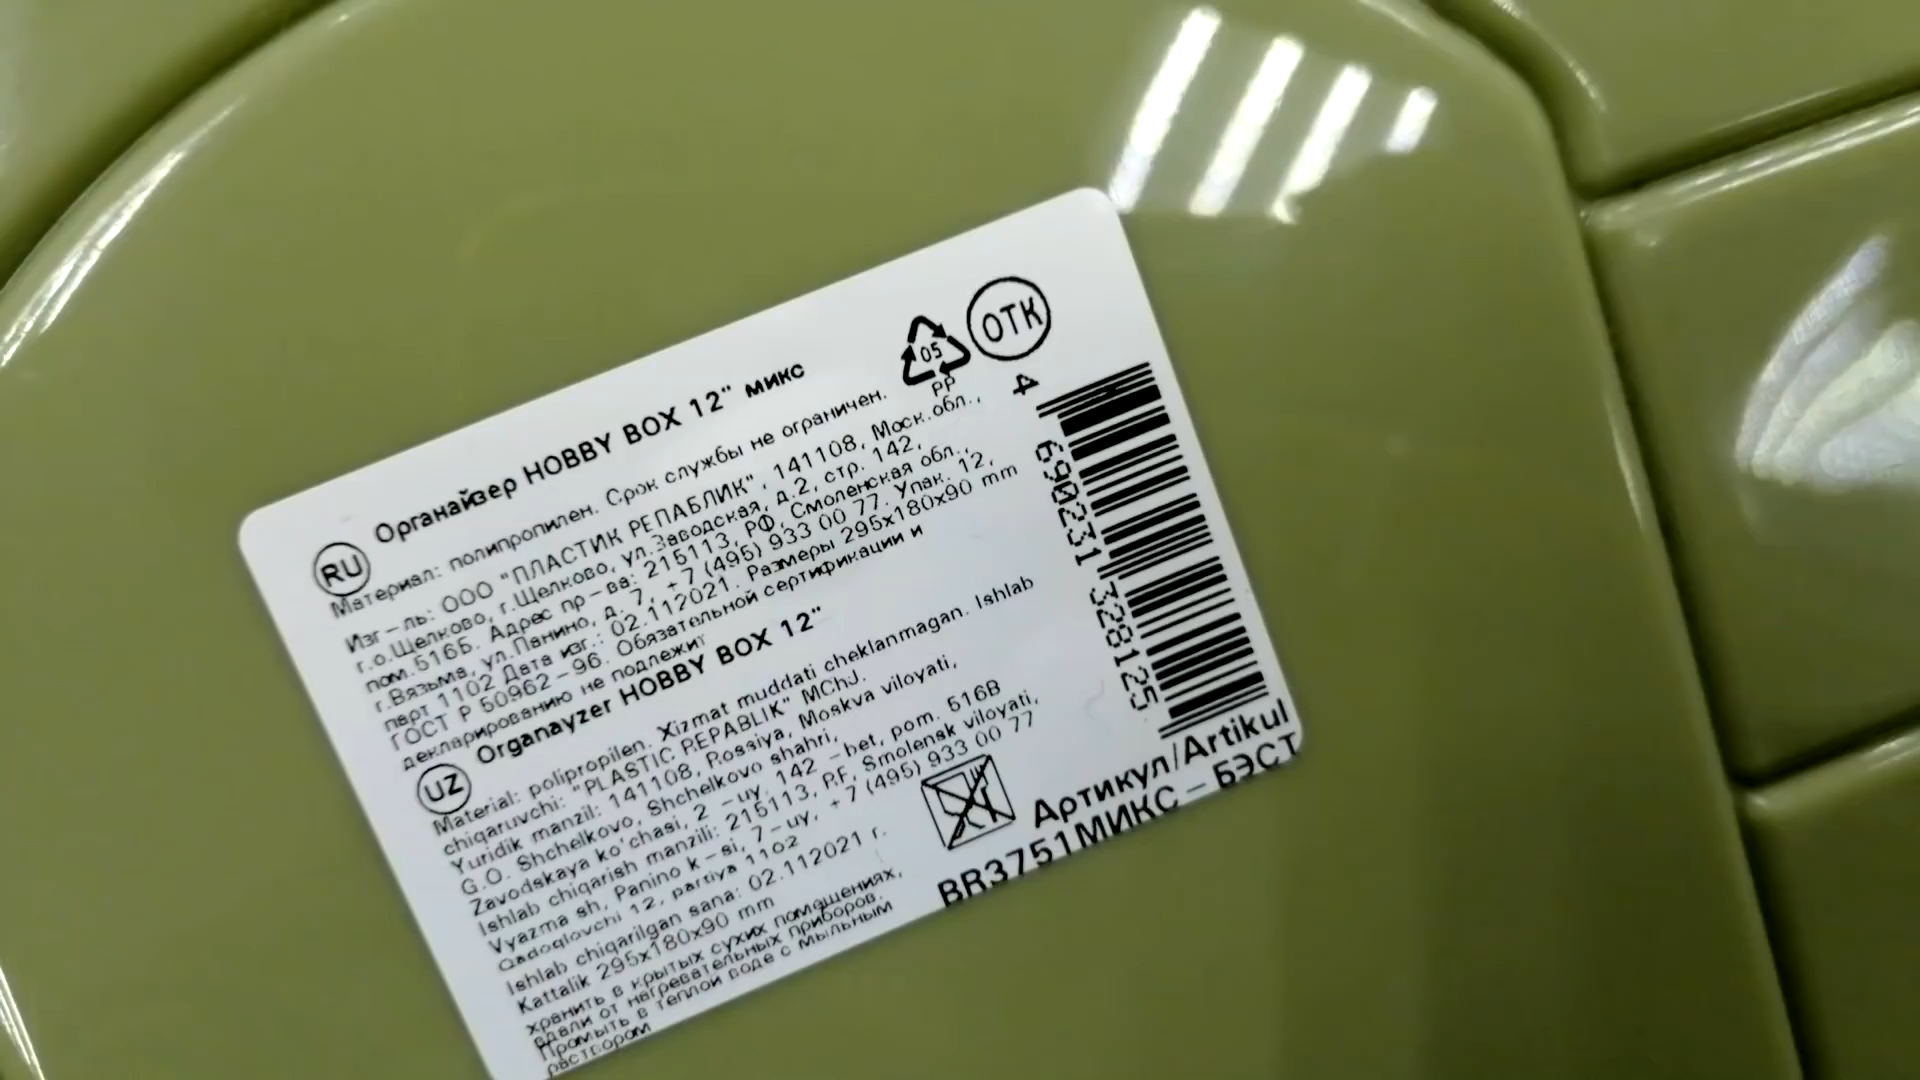 05
PP
ОТК
RU
Органайзер HOBBY BOX 12" микс
Материал: полипропилен. Срок службы не ограничен.
Изг-ль: ООО "ПЛАСТИК РЕПАБЛИК", 141108, Моск.обл.,
г.о.Щелково, г.Щелково, ул.Заводская, д.2, стр. 142,
пом.516Б. Адрес пр-ва: 215113, РФ, Смоленская обл.,
г.Вязьма, ул.Панино, д. 7, +7 (495) 933 00 77. Упак. 12,
парт 1102 Дата изг.: 02.112021. Размеры 295x180x90 mm
ГОСТ Р 50962-96. Обязательной сертификации и
декларированию не подлежит
UZ
Organayzer HOBBY BOX 12"
Material: polipropilen. Xizmat muddati cheklanmagan. Ishlab
chiqaruvchi: "PLASTIC REPABLIK" MChJ.
Yuridik manzil: 141108, Rossiya, Moskva viloyati,
G.O. Shchelkovo, Shchelkovo shahri,
Zavodskaya ko'chasi, 2 -uy, 142 -bet, pom. 516B
Ishlab chiqarish manzili: 215113, P.F, Smolensk viloyati,
Vyazma sh, Panino k-si, 7-uy, +7 (495) 933 00 77
Qadoqlovchi 12, partiya 1102
Ishlab chiqarilgan sana: 02.112021 г.
Kattalik 295x180x90 mm
хранить в крытых сухих помещениях,
вдали от нагревательных приборов.
Промыть в теплой воде с мыльным
раствором
4 690231 328125
Артикул/Artikul
BR3751МИКС-БЭСТ